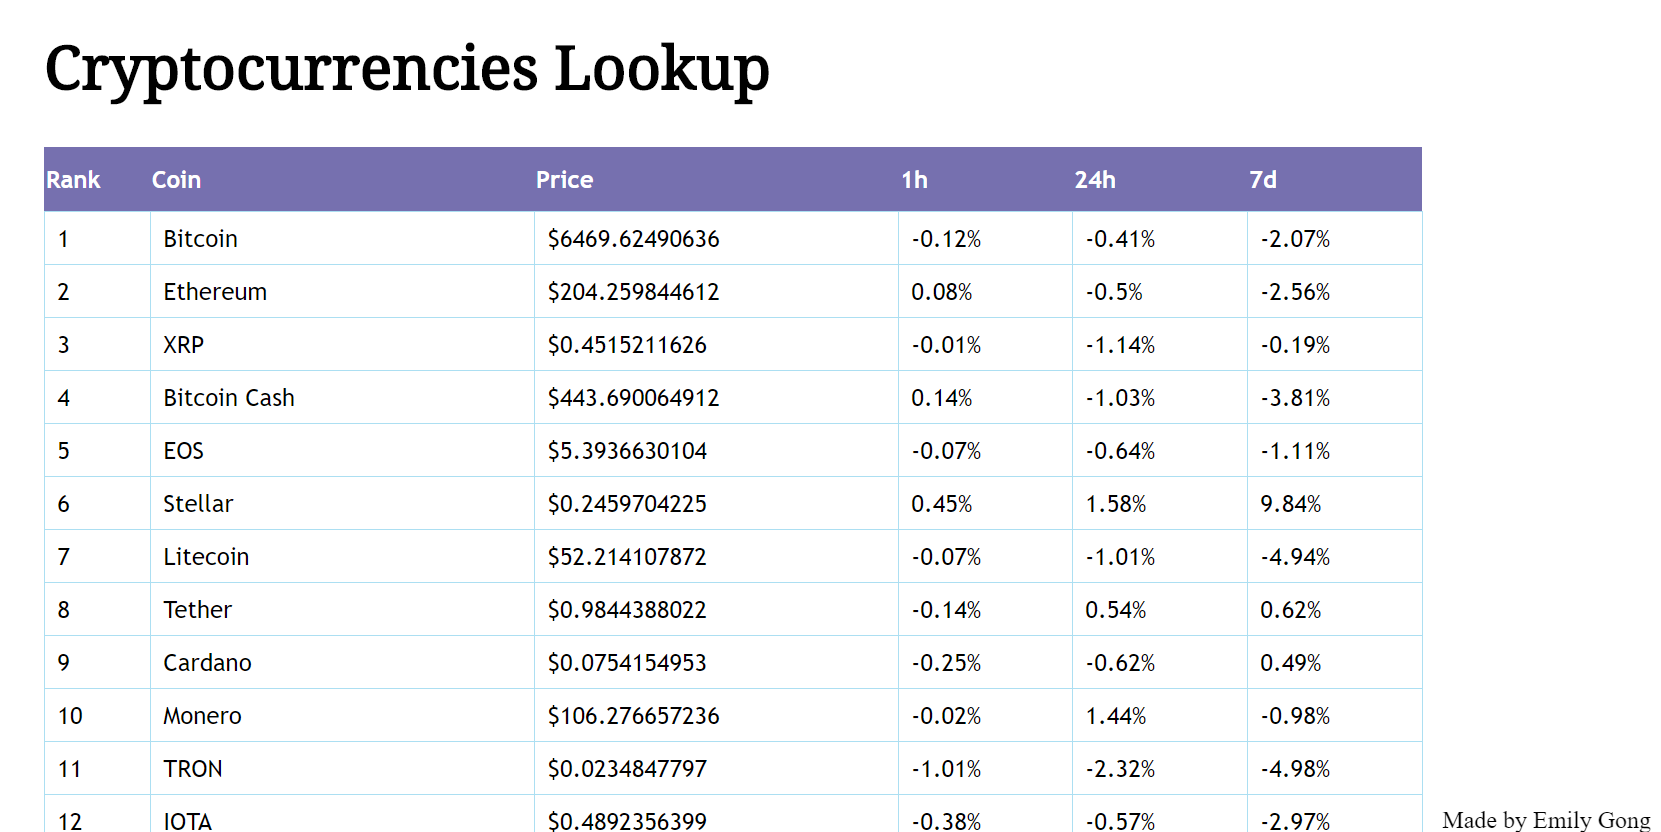 Cryptocurrencies Lookup
Rank Coin Price 1h 24h 7d
1 Bitcoin $6469.62490636 -0.12% -0.41% -2.07%
2 Ethereum $204.259844612 0.08% -0.5% -2.56%
3 XRP $0.4515211626 -0.01% -1.14% -0.19%
4 Bitcoin Cash $443.690064912 0.14% -1.03% -3.81%
5 EOS $5.3936630104 -0.07% -0.64% -1.11%
6 Stellar $0.2459704225 0.45% 1.58% 9.84%
7 Litecoin $52.214107872 -0.07% -1.01% -4.94%
8 Tether $0.9844388022 -0.14% 0.54% 0.62%
9 Cardano $0.0754154953 -0.25% -0.62% 0.49%
10 Monero $106.276657236 -0.02% 1.44% -0.98%
11 TRON $0.0234847797 -1.01% -2.32% -4.98%
12 IOTA $0.4892356399 -0.38% -0.57% -2.97%
Made by Emily Gong